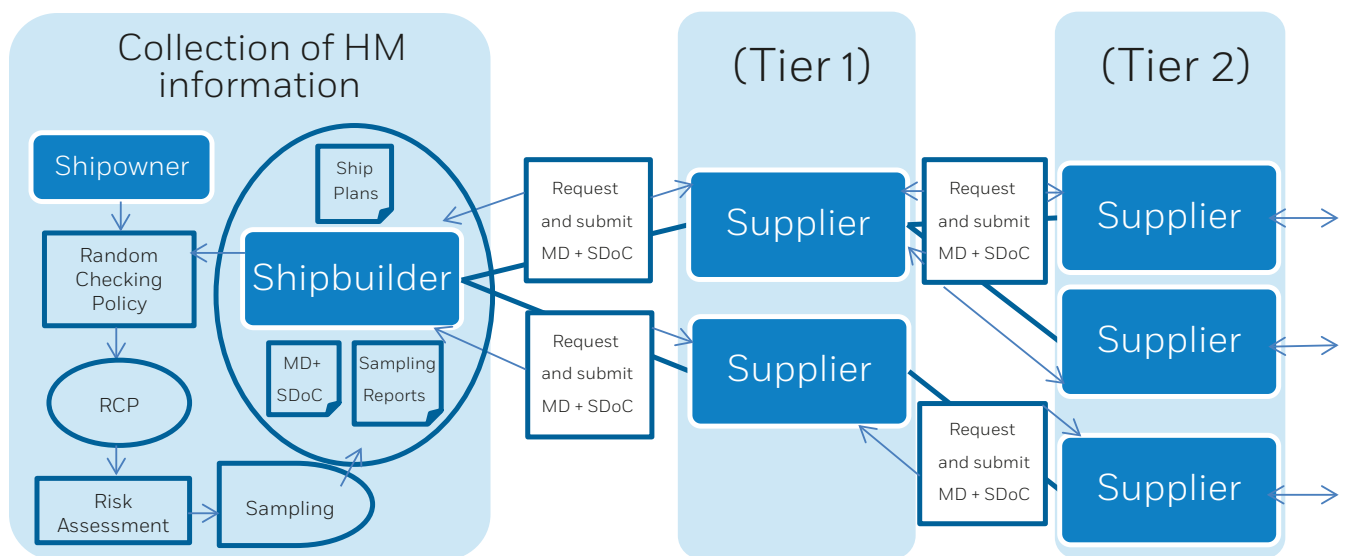 Collection of HM
information
Shipowner
Random
Checking
Policy
RCP
Risk
Assessment
Sampling
Ship
Plans
Shipbuilder
MD+
SDoC
Sampling
Reports
Request
and submit
MD + SDoC
Request
and submit
MD + SDoC
(Tier 1)
Supplier
Supplier
Request
and submit
MD + SDoC
Request
and submit
MD + SDoC
(Tier 2)
Supplier
Supplier
Supplier